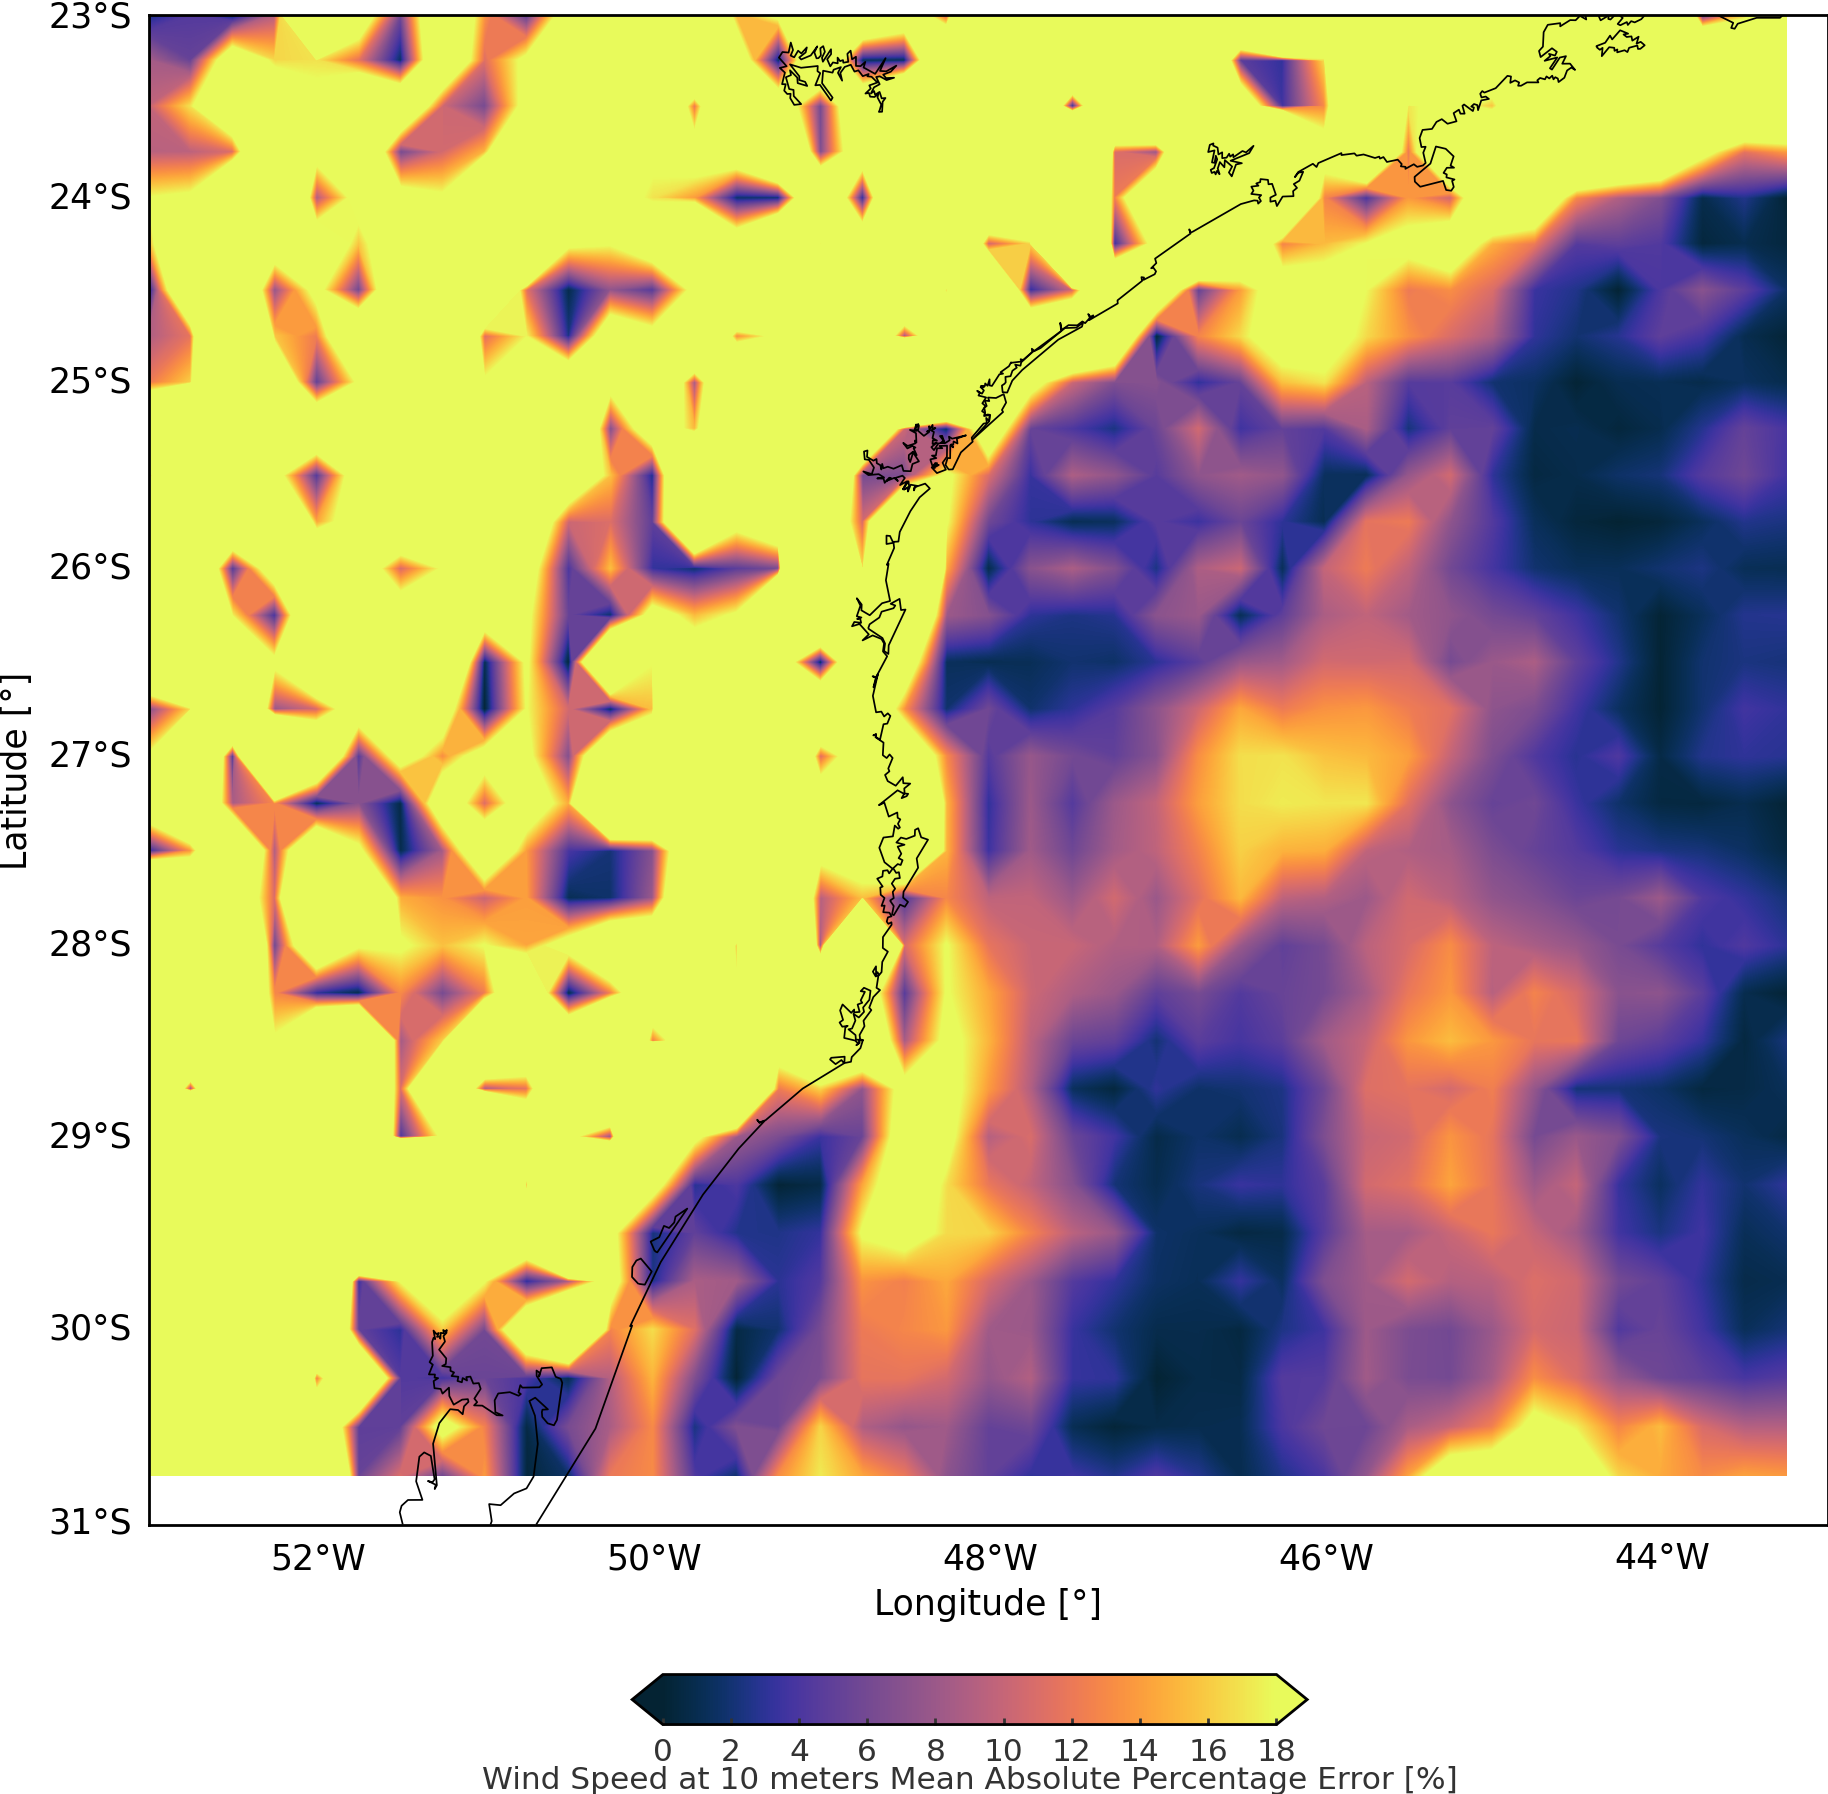 23°S
24°S
25°S
26°S
27°S
28°S
29°S
30°S
31°S
Latitude [°]
52°W 50°W 48°W 46°W 44°W
Longitude [°]
0 2 4 6 8 10 12 14 16 18
Wind Speed at 10 meters Mean Absolute Percentage Error [%]